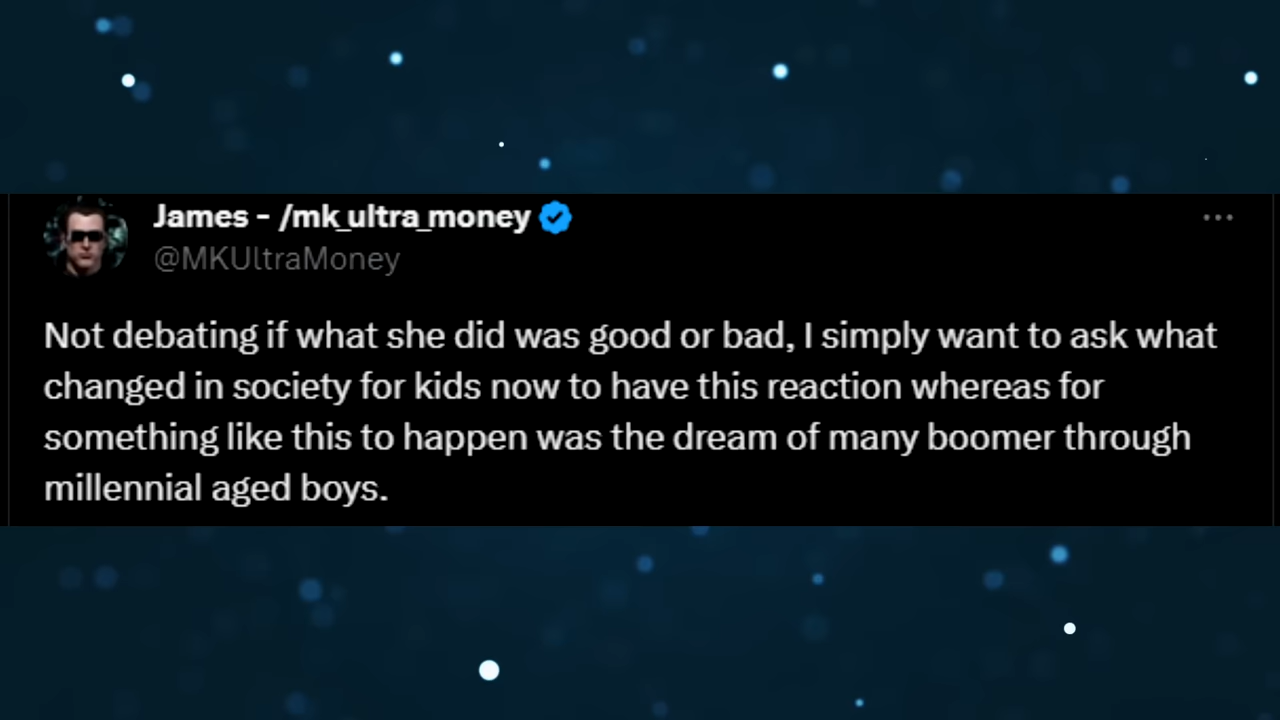 James - /mk_ultra_money
@MKUltraMoney
Not debating if what she did was good or bad, I simply want to ask what
changed in society for kids now to have this reaction whereas for
something like this to happen was the dream of many boomer through
millennial aged boys.